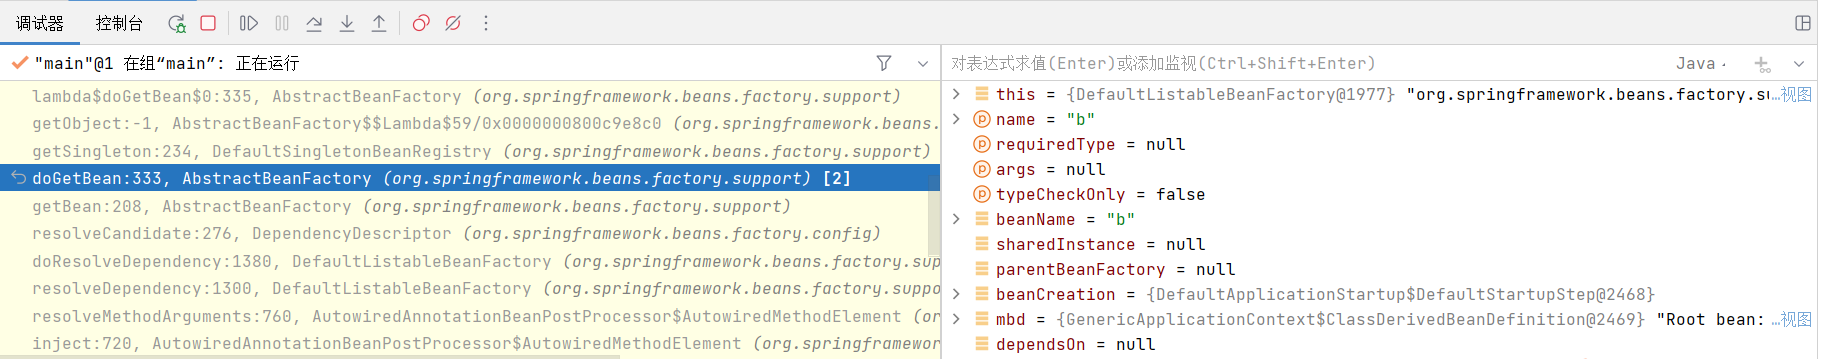 调试器 控制台
"main"@1 在组“main”: 正在运行
lambda$doGetBean$0:335, AbstractBeanFactory (org.springframework.beans.factory.support)
getObject:-1, AbstractBeanFactory$$Lambda$59/0x0000000800c9e8c0 (org.springframework.beans.
getSingleton:234, DefaultSingletonBeanRegistry (org.springframework.beans.factory.support)
doGetBean:333, AbstractBeanFactory (org.springframework.beans.factory.support) [2]
getBean:208, AbstractBeanFactory (org.springframework.beans.factory.support)
resolveCandidate:276, DependencyDescriptor (org.springframework.beans.factory.config)
doResolveDependency:1380, DefaultListableBeanFactory (org.springframework.beans.factory.sup
resolveDependency:1300, DefaultListableBeanFactory (org.springframework.beans.factory.suppo
resolveMethodArguments:760, AutowiredAnnotationBeanPostProcessor$AutowiredMethodElement (or
inject:720, AutowiredAnnotationBeanPostProcessor$AutowiredMethodElement (org.springframewor
对表达式求值(Enter)或添加监视(Ctrl+Shift+Enter) Java
this = {DefaultListableBeanFactory@1977} "org.springframework.beans.factory.su…视图
name = "b"
requiredType = null
args = null
typeCheckOnly = false
beanName = "b"
sharedInstance = null
parentBeanFactory = null
beanCreation = {DefaultApplicationStartup$DefaultStartupStep@2468}
mbd = {GenericApplicationContext$ClassDerivedBeanDefinition@2469} "Root bean: …视图
dependsOn = null